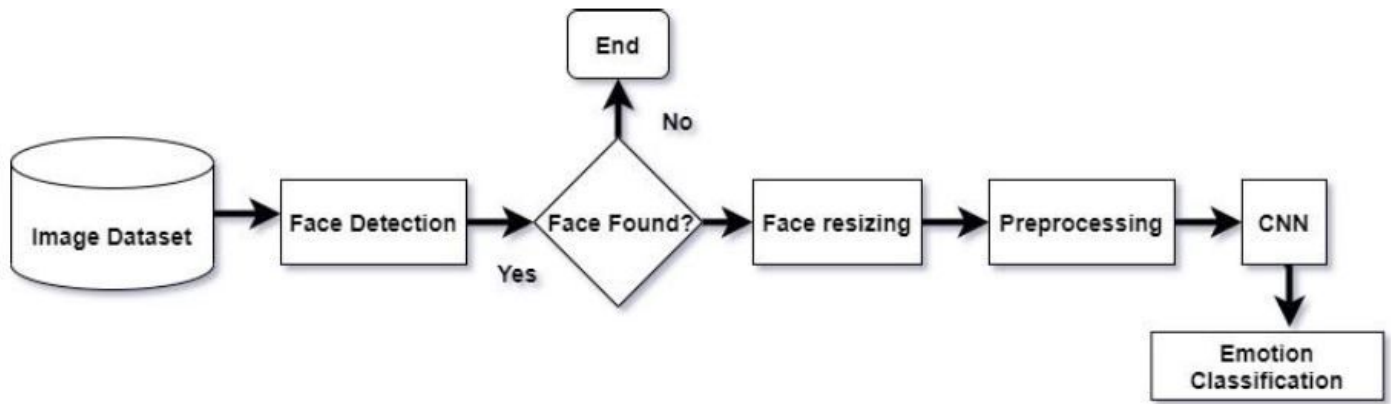 End
No
Image Dataset
Face Detection
Face Found?
Face resizing
Preprocessing
CNN
Yes
Emotion
Classification